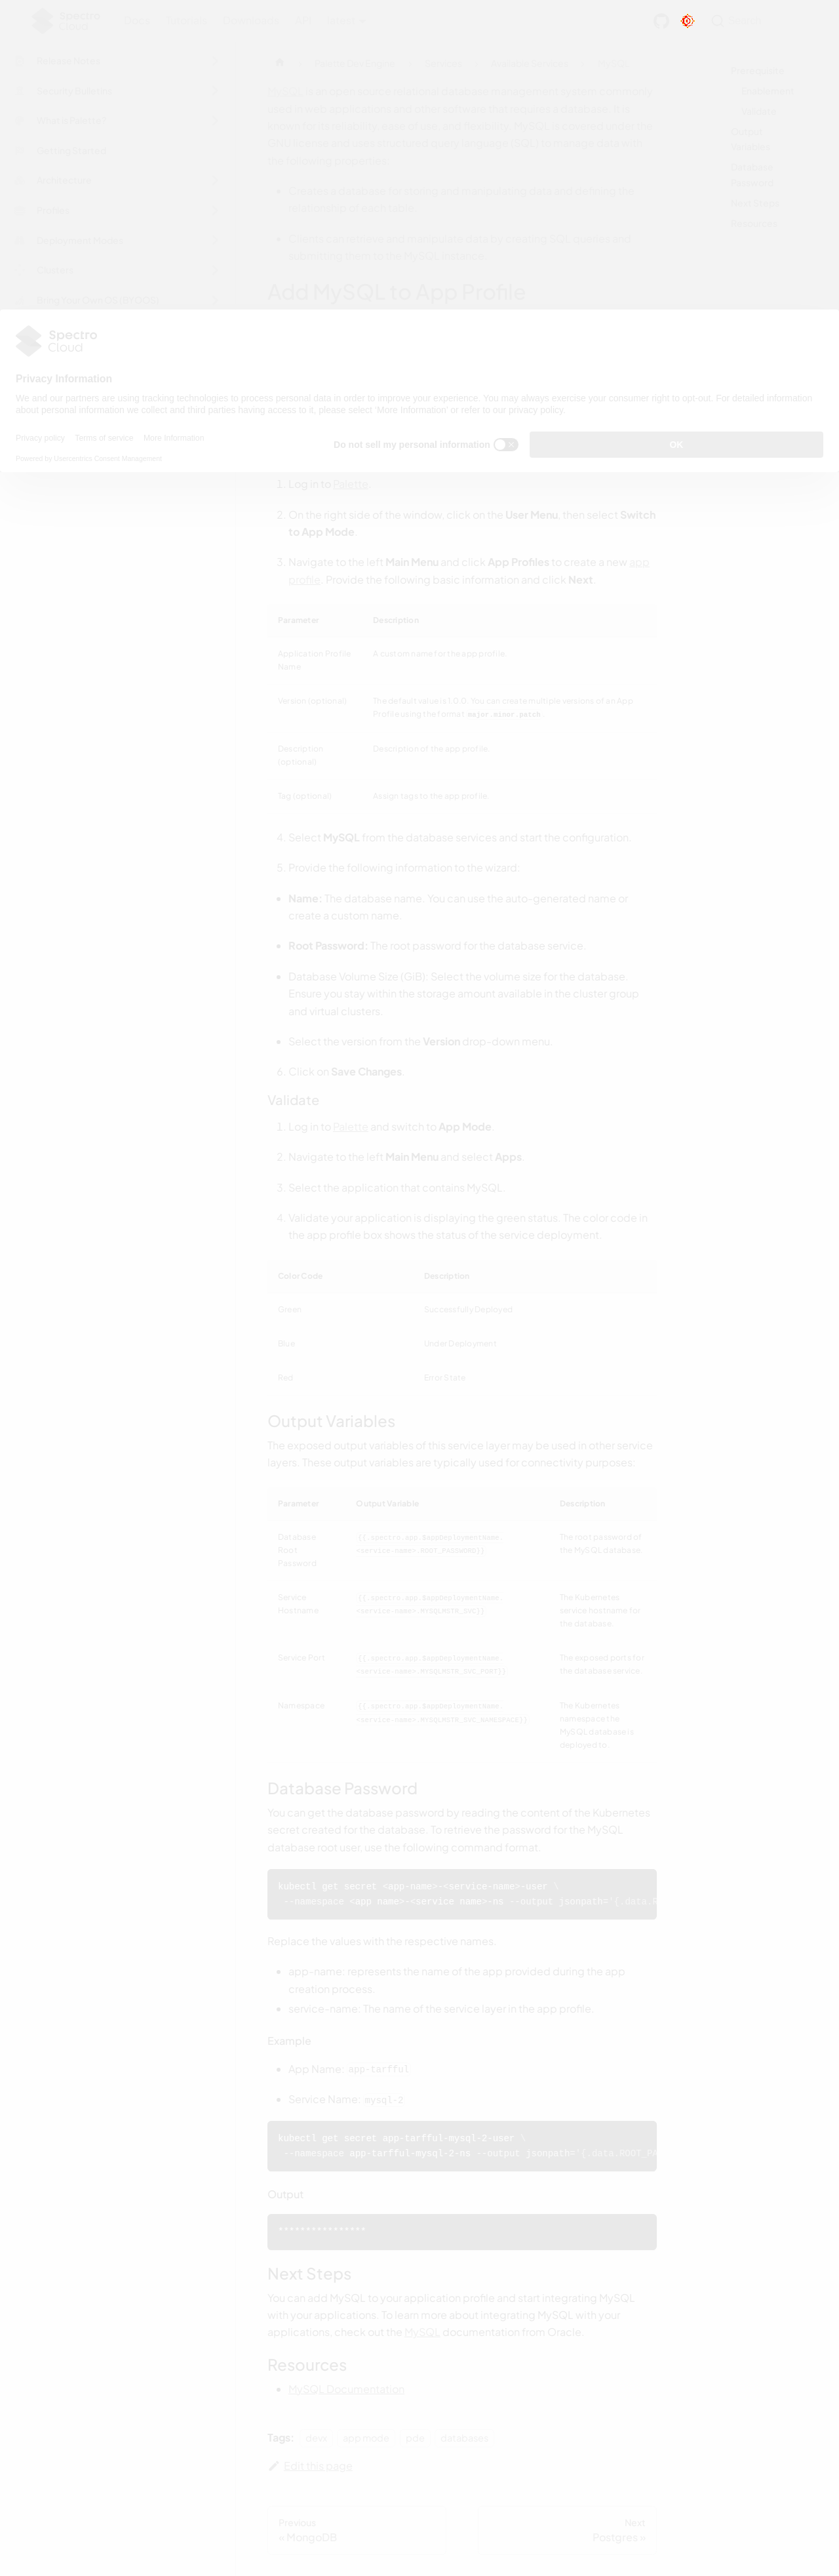 Spectro
Cloud
Release Notes
Security Bulletins
What is Palette?
Getting Started
Architecture
Profiles
Deployment Modes
Clusters
Add MySQL to App Profile
Spectro
Cloud
Privacy Information
We and our partners are using tracking technologies to process personal data in order to improve your experience. You may always exercise your consumer right to opt-out. For detailed information
about personal information we collect and third parties having access to it, please select 'More Information' or refer to our privacy policy.
Privacy policy Terms of service More Information
Powered by Usercentrics Consent Management
Do not sell my personal information
OK
1. Log in to Palette.
2. On the right side of the window, click on the User Menu, then select Switch
to App Mode.
3. Navigate to the left Main Menu and click App Profiles to create a new app
profile. Provide the following basic information and click Next.
Parameter Description
Application Profile
Name
A custom name for the app profile.
Version (optional)
The default value is 1.0.0. You can create multiple versions of an App
Profile using the format major.minor.patch.
Description
(optional)
Description of the app profile.
Tag (optional) Assign tags to the app profile.
4. Select MySQL from the database services and start the configuration.
5. Provide the following information to the wizard:
• Name: The database name. You can use the auto-generated name or
create a custom name.
• Root Password: The root password for the database service.
• Database Volume Size (GiB): Select the volume size for the database.
Ensure you stay within the storage amount available in the cluster group
and virtual clusters.
• Select the version from the Version drop-down menu.
6. Click on Save Changes.
Validate
1. Log in to Palette and switch to App Mode.
2. Navigate to the left Main Menu and select Apps.
3. Select the application that contains MySQL.
4. Validate your application is displaying the green status. The color code in
the app profile box shows the status of the service deployment.
Color Code Description
Green Successfully Deployed
Blue Under Deployment
Red Error State
Output Variables
The exposed output variables of this service layer may be used in other service
layers. These output variables are typically used for connectivity purposes:
Parameter Output Variable Description
Database
Root
Password
{{.spectro.app.$appDeploymentName.
<service-name>.ROOT_PASSWORD}}
The root password of
the MySQL database.
Service
Hostname
{{.spectro.app.$appDeploymentName.
<service-name>.MYSQLMSTR_SVC}}
The Kubernetes
service hostname for
the database.
Service Port
{{.spectro.app.$appDeploymentName.
<service-name>.MYSQLMSTR_SVC_PORT}}
The exposed ports for
the database service.
Namespace
{{.spectro.app.$appDeploymentName.
<service-name>.MYSQLMSTR_SVC_NAMESPACE}}
The Kubernetes
namespace the
MySQL database is
deployed to.
Database Password
You can get the database password by reading the content of the Kubernetes
secret created for the database. To retrieve the password for the MySQL
database root user, use the following command format.
kubectl get secret <app-name>-<service-name>-user \
--namespace <app name>-<service name>-ns --output jsonpath='{.data.
Replace the values with the respective names.
• app-name: represents the name of the app provided during the app
creation process.
• service-name: The name of the service layer in the app profile.
Example
• App Name: app-tarfful
• Service Name: mysql-2
kubectl get secret app-tarfful-mysql-2-user \
--namespace app-tarfful-mysql-2-ns --output jsonpath='{.data.ROOT_PA
Output
****************
Next Steps
You can add MySQL to your application profile and start integrating MySQL
with your applications. To learn more about integrating MySQL with your
applications, check out the MySQL documentation from Oracle.
Resources
• MySQL Documentation
Tags: devx app mode pde databases
Edit this page
Previous
« MongoDB
Next
Postgres »